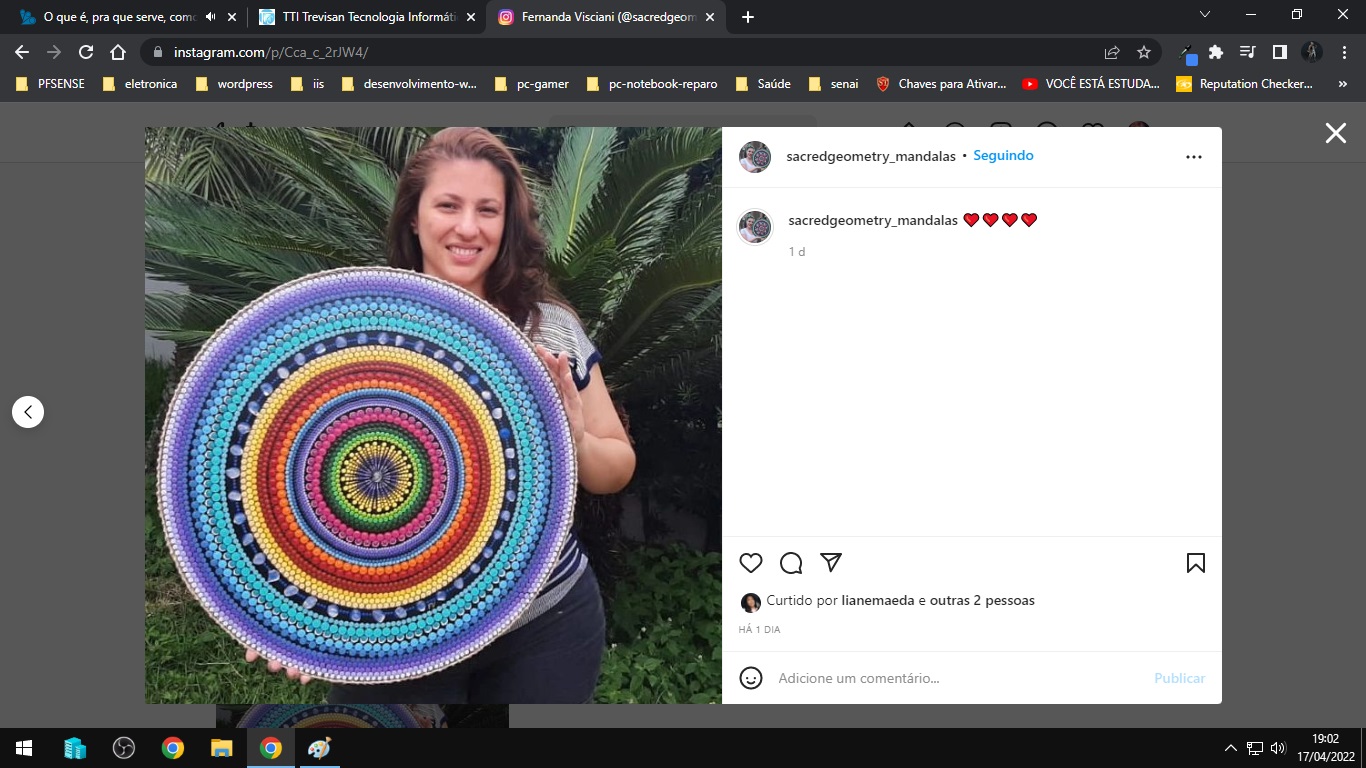 O que é, pra que serve, como
TTI Trevisan Tecnologia Informáti
Fernanda Visciani (@sacredgeom
instagram.com/p/Cca_c_2rJW4/
PFSENSE eletronica wordpress iis desenvolvimento-w... pc-gamer pc-notebook-reparo Saúde senai Chaves para Ativar... VOCÊ ESTÁ ESTUDA... Reputation Checker... »
sacredgeometry_mandalas • Seguindo
sacredgeometry_mandalas ❤❤❤❤
1 d
Curtido por lianemaeda e outras 2 pessoas
HÁ 1 DIA
Adicione um comentário... Publicar
19:02
17/04/2022